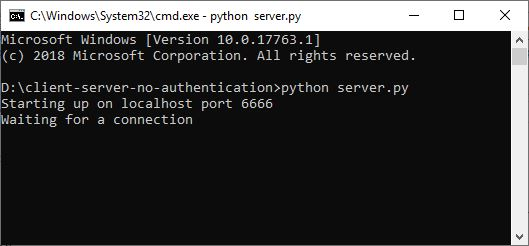 C:\Windows\System32\cmd.exe - python  server.py
Microsoft Windows [Version 10.0.17763.1]
(c) 2018 Microsoft Corporation. All rights reserved.
D:\client-server-no-authentication>python server.py
Starting up on localhost port 6666
Waiting for a connection